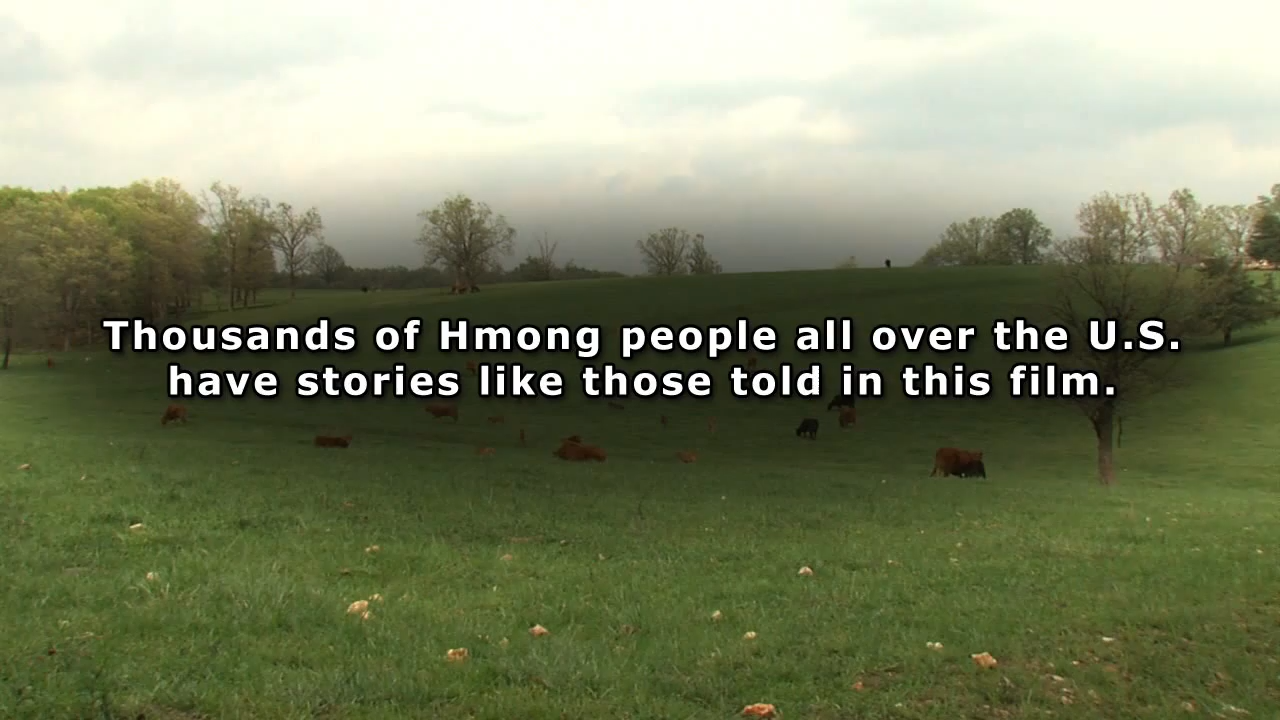 Thousands of Hmong people all over the U.S.
have stories like those told in this film.